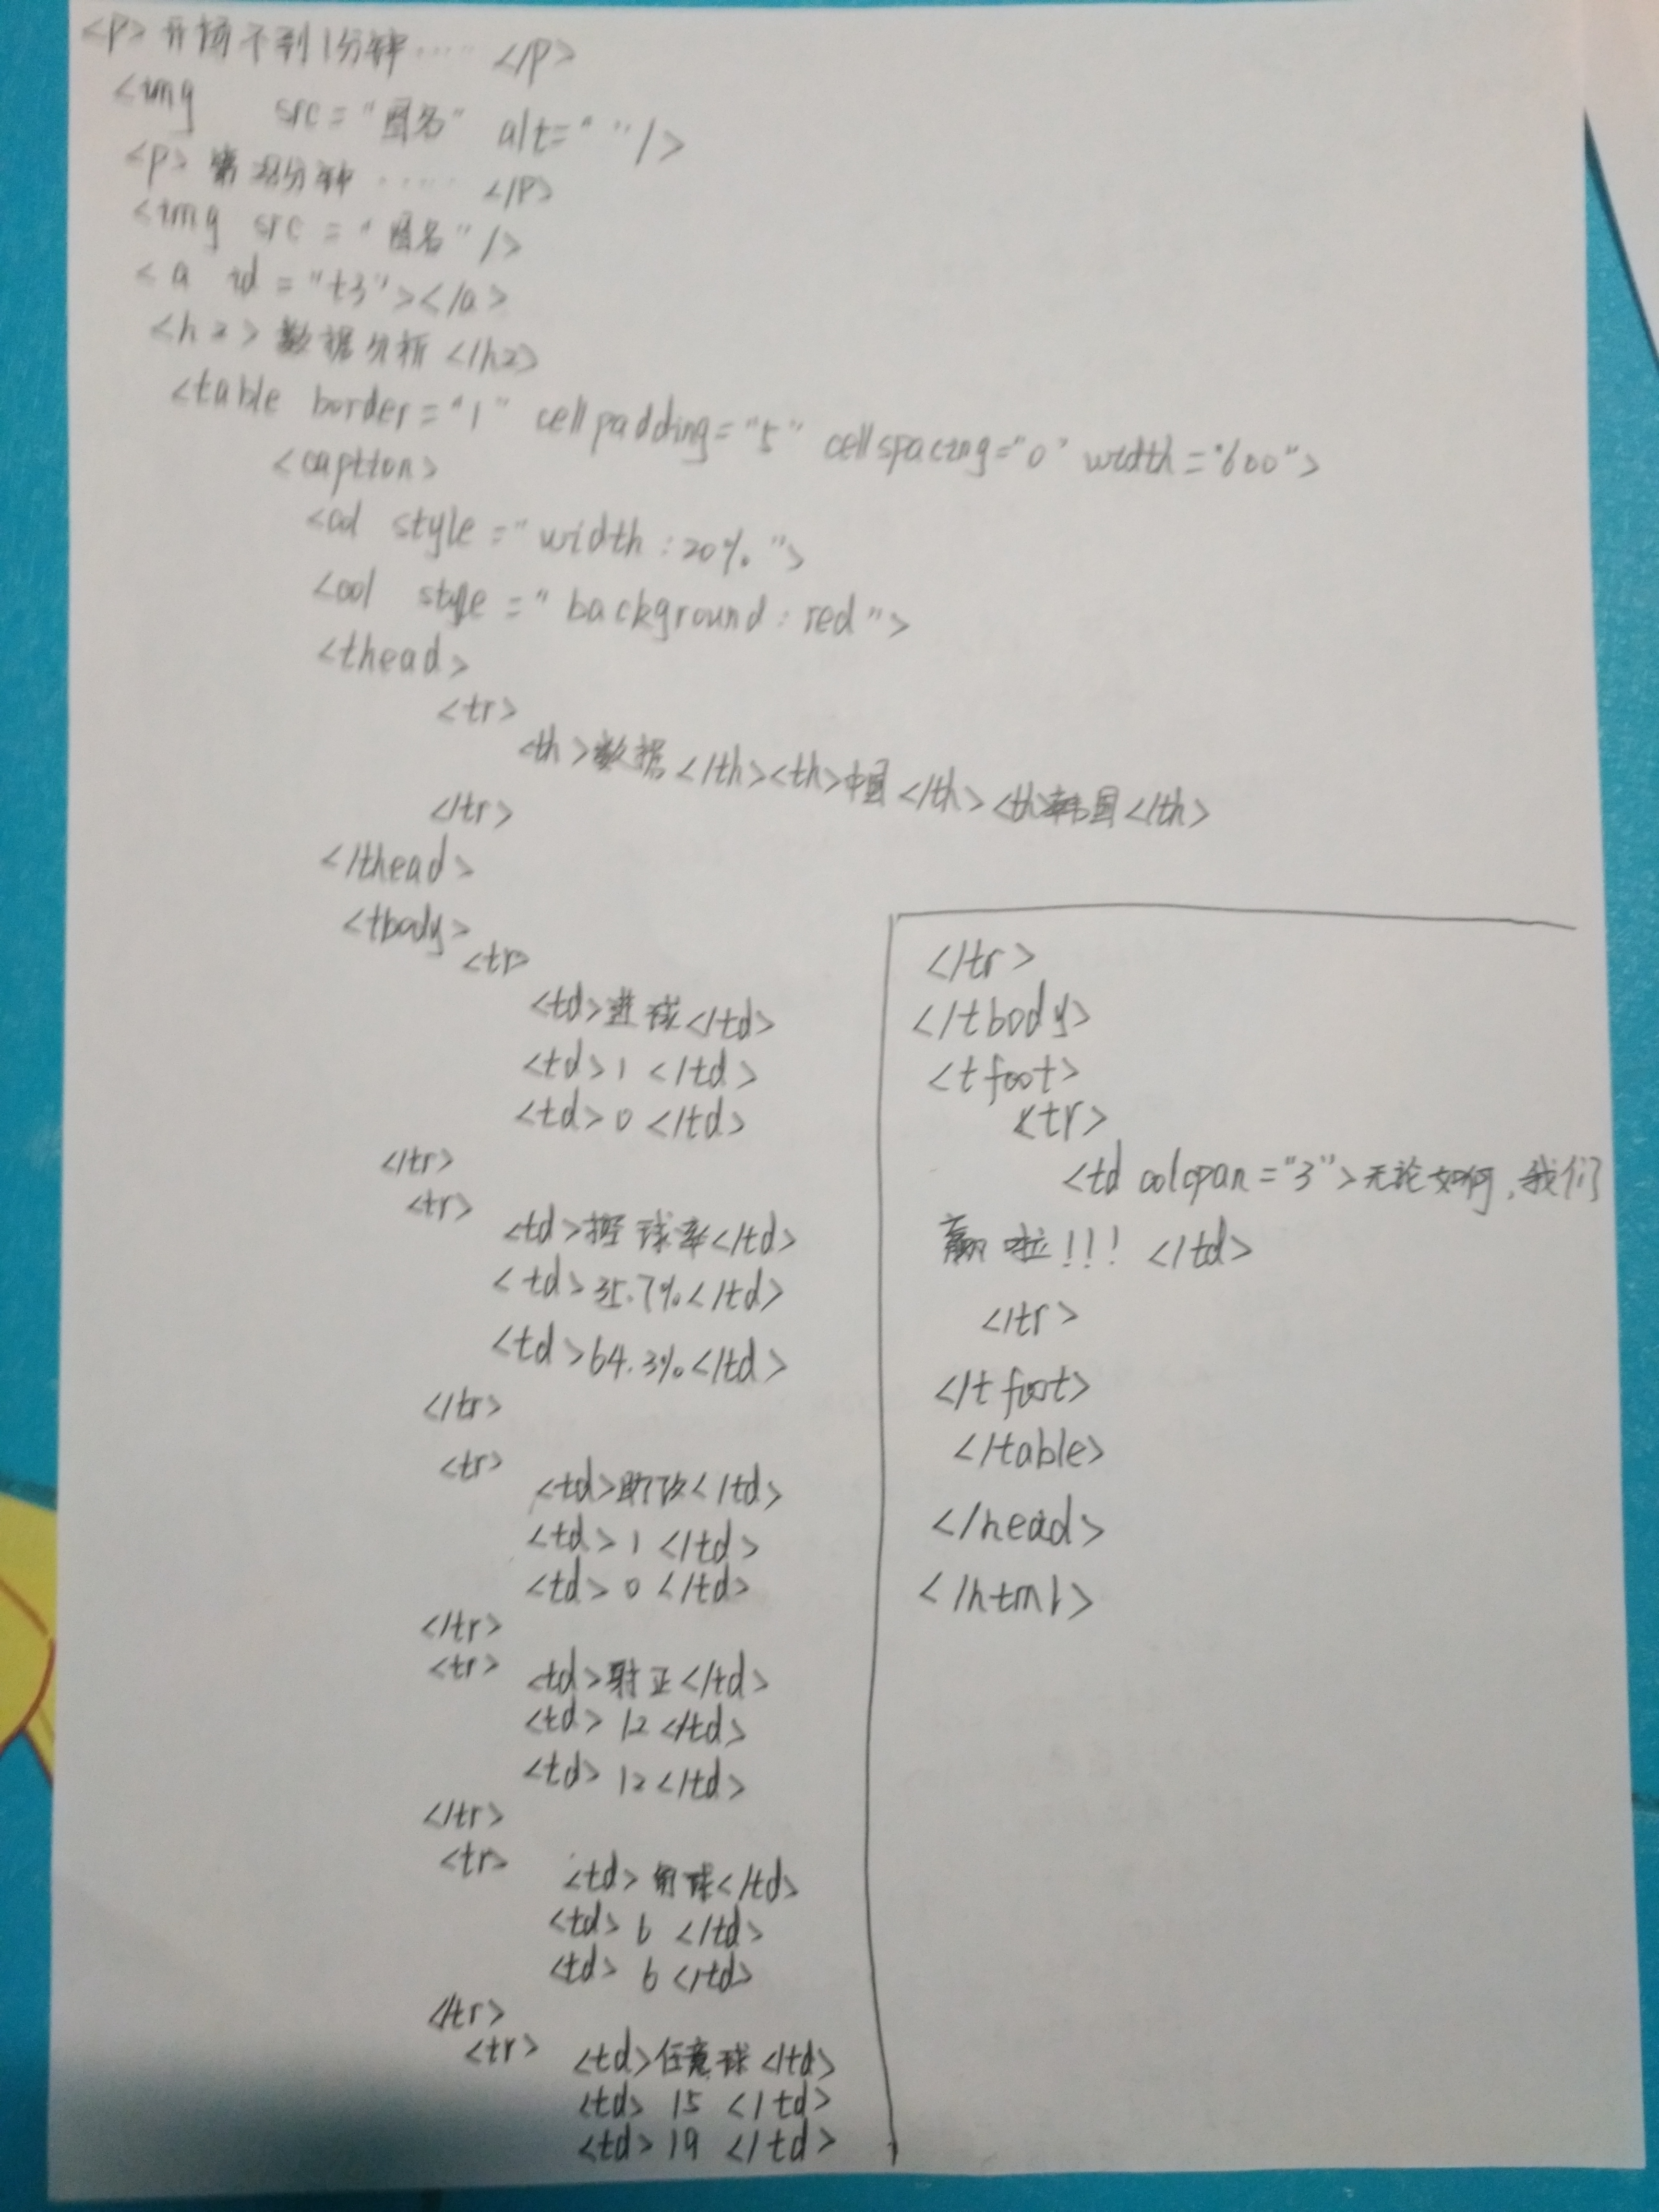 <p>开场不到1分钟…… </p>
<img src="图名" alt=" "/>
<p>第28分钟…… </p>
<img src="图名"/>
<a id="t3"></a>
<h2>数据分析</h2>
<table border="1" cellpadding="5" cellspacing="0" width="600">
<caption>
<col style="width:20%">
<col style="background:red">
<thead>
<tr>
<th>数据</th><th>中国</th><th>韩国</th>
</tr>
</thead>
<tbody>
<tr>
<td>进球</td>
<td>1</td>
<td>0</td>
</tr>
<tr>
<td>控球率</td>
<td>35.7%</td>
<td>64.3%</td>
</tr>
<tr>
<td>助攻</td>
<td>1</td>
<td>0</td>
</tr>
<tr>
<td>射正</td>
<td>12</td>
<td>12</td>
</tr>
<tr>
<td>角球</td>
<td>6</td>
<td>6</td>
</tr>
<tr>
<td>任意球</td>
<td>15</td>
<td>19</td>
</tr>
</tbody>
<tfoot>
<tr>
<td colcpan="3">无论如何,我们
赢啦!!!</td>
</tr>
</tfoot>
</table>
</head>
</html>